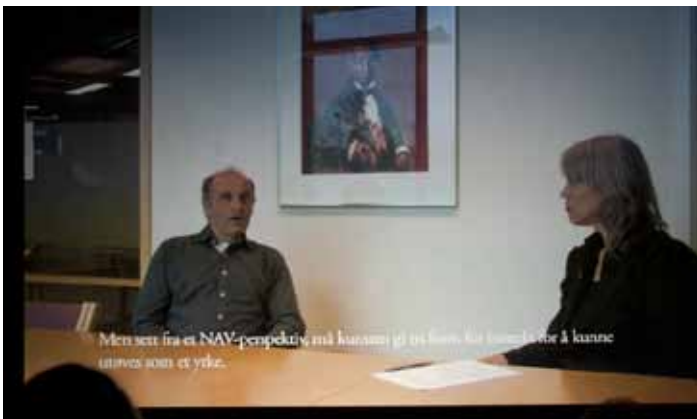 Men sett fra et NAV-perspektiv, må kunsten gi en form for inntekt for å kunne
utøves som et yrke.